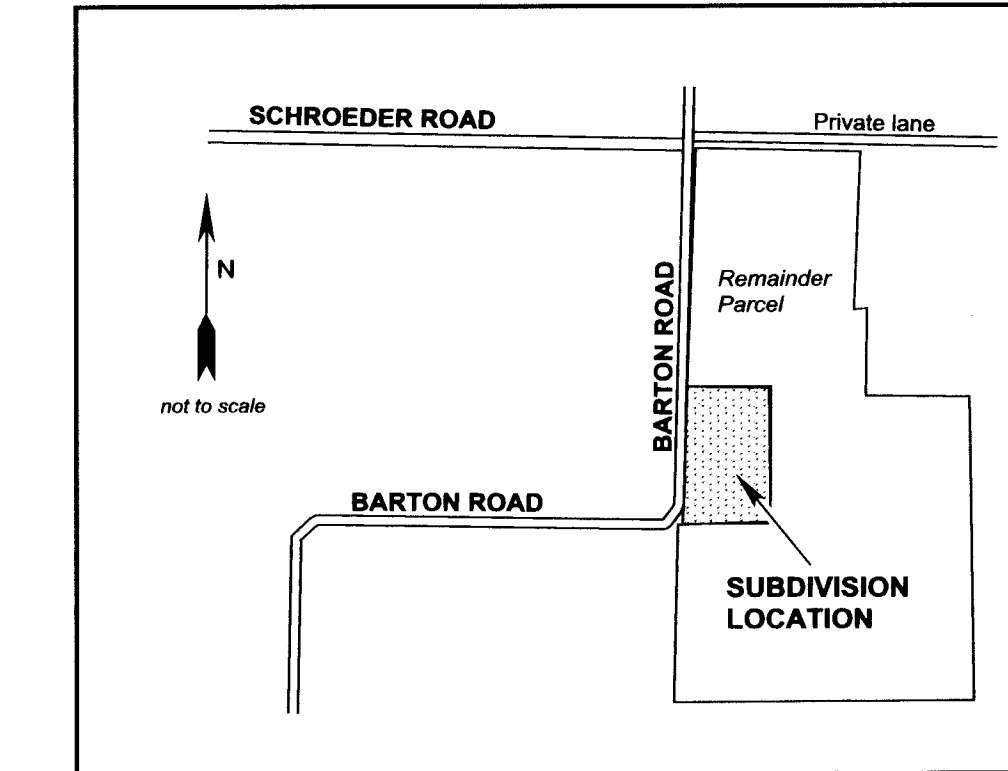 SCHROEDER ROAD
Private lane
N
Remainder
Parcel
BARTON ROAD
not to scale
BARTON ROAD
SUBDIVISION
LOCATION